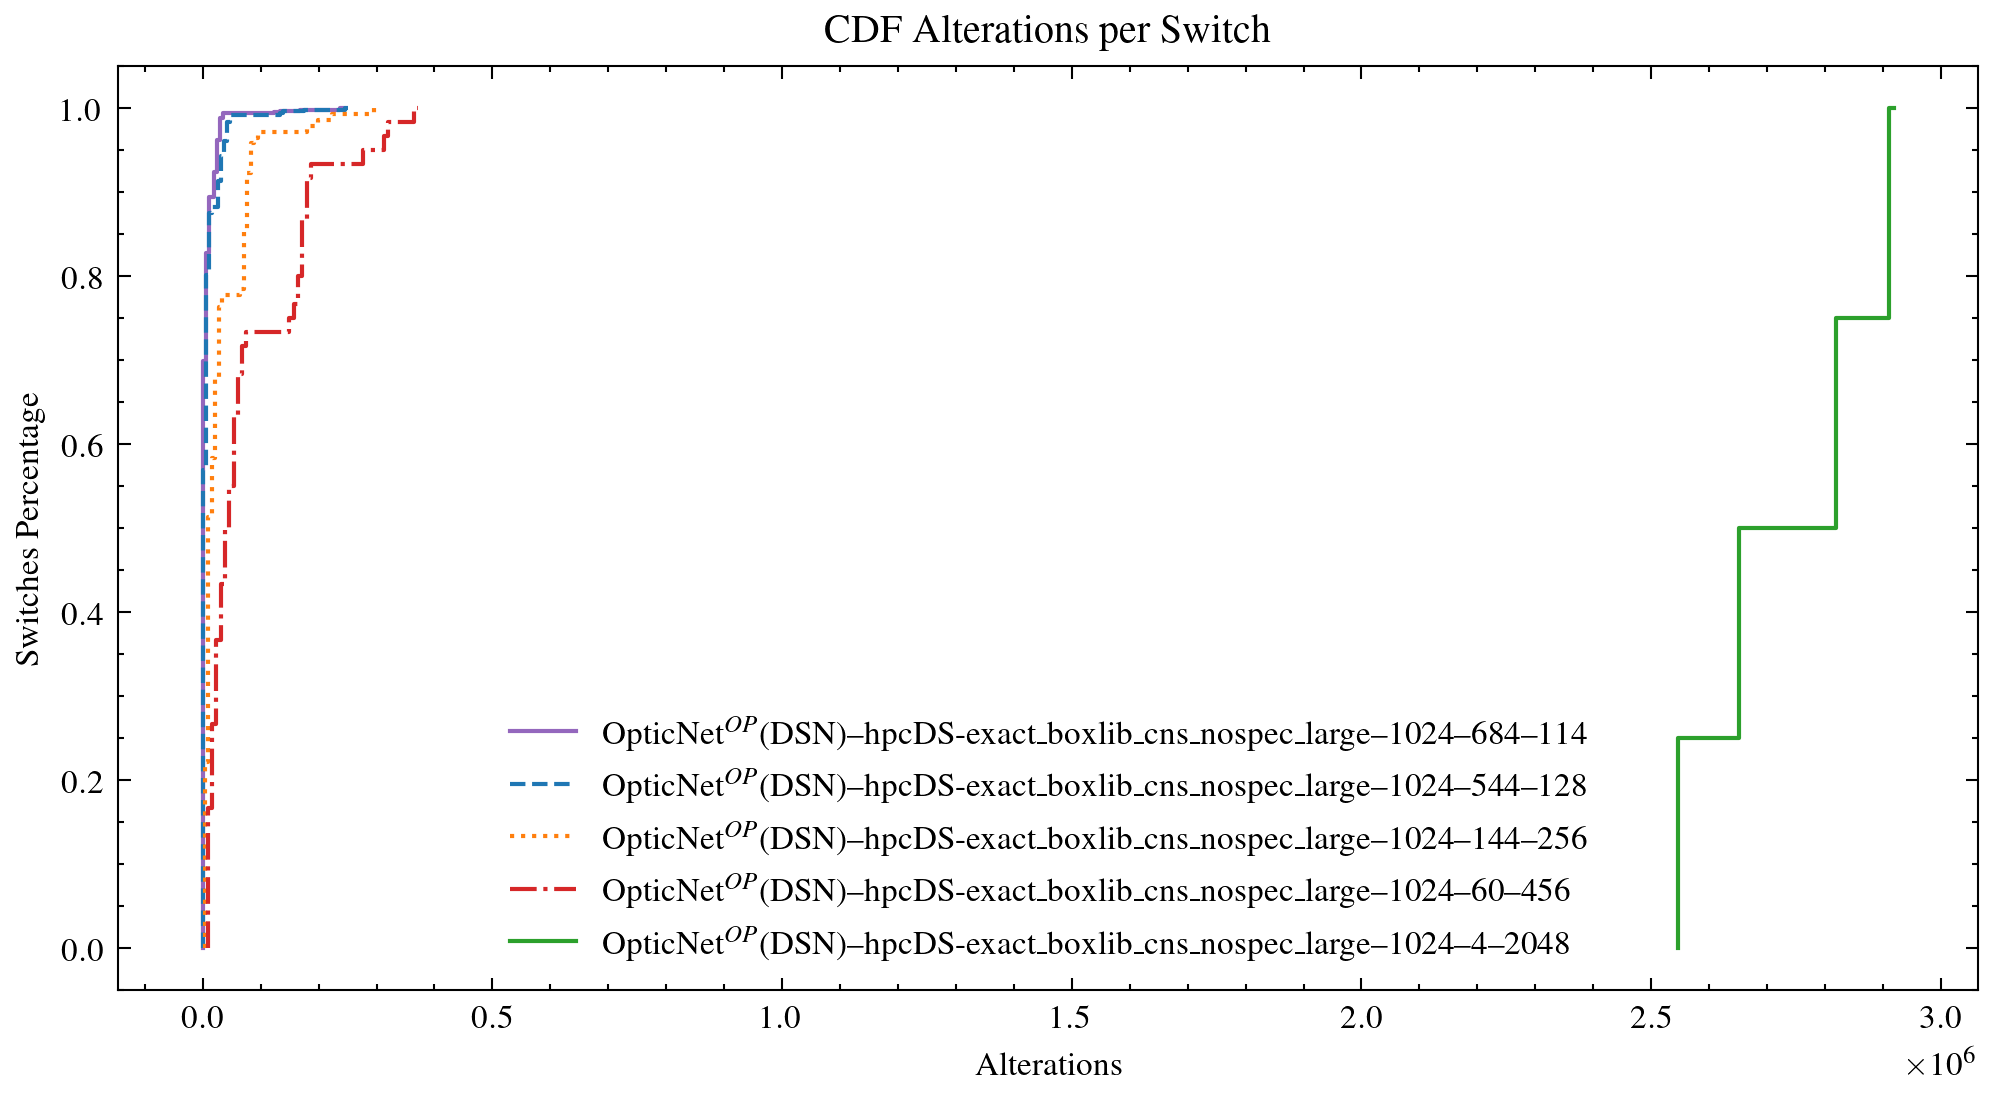 CDF Alterations per Switch
1.0
0.8
0.6
0.4
0.2
0.0
Switches Percentage
OpticNet^OP(DSN)–hpcDS-exact_boxlib_cns_nospec_large–1024–684–114
OpticNet^OP(DSN)–hpcDS-exact_boxlib_cns_nospec_large–1024–544–128
OpticNet^OP(DSN)–hpcDS-exact_boxlib_cns_nospec_large–1024–144–256
OpticNet^OP(DSN)–hpcDS-exact_boxlib_cns_nospec_large–1024–60–456
OpticNet^OP(DSN)–hpcDS-exact_boxlib_cns_nospec_large–1024–4–2048
0.0 0.5 1.0 1.5 2.0 2.5 3.0
Alterations
×10^6